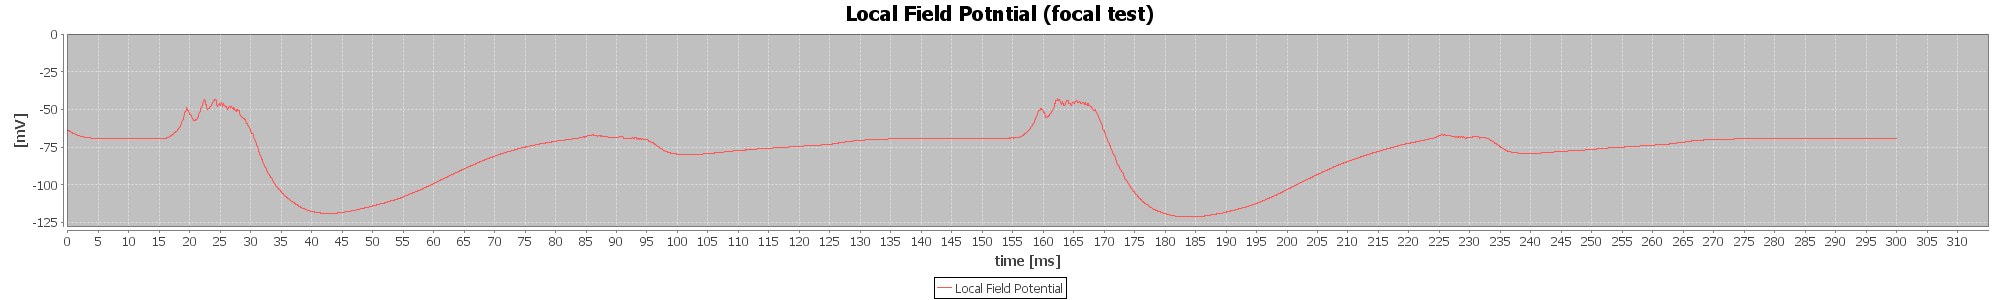 Local Field Potntial (focal test)
0
-25
-50
-75
-100
-125
[mV]
0 5 10 15 20 25 30 35 40 45 50 55 60 65 70 75 80 85 90 95 100 105 110 115 120 125 130 135 140 145 150 155 160 165 170 175 180 185 190 195 200 205 210 215 220 225 230 235 240 245 250 255 260 265 270 275 280 285 290 295 300 305 310
time [ms]
Local Field Potential